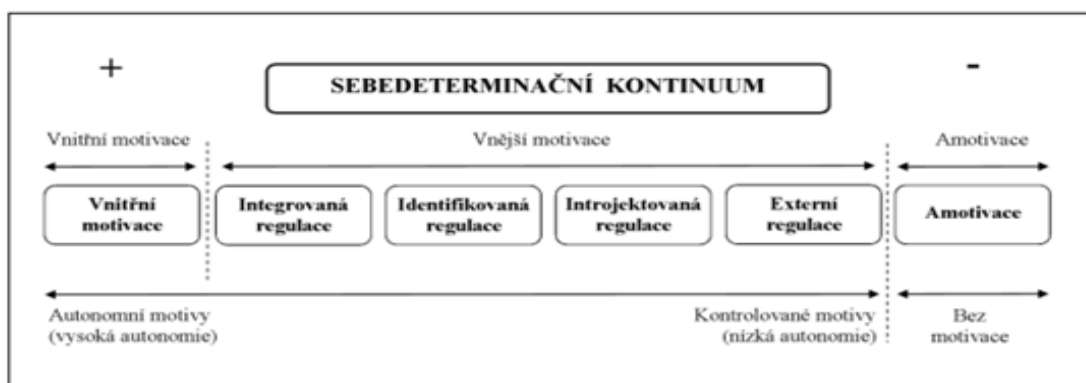 +
-
SEBEDETERMINAČNÍ KONTINUUM
Vnitřní motivace
Vnější motivace
Amotivace
Vnitřní
motivace
Integrovaná
regulace
Identifikovaná
regulace
Introjektovaná
regulace
Externí
regulace
Amotivace
Autonomní motivy
(vysoká autonomie)
Kontrolované motivy
(nízká autonomie)
Bez
motivace